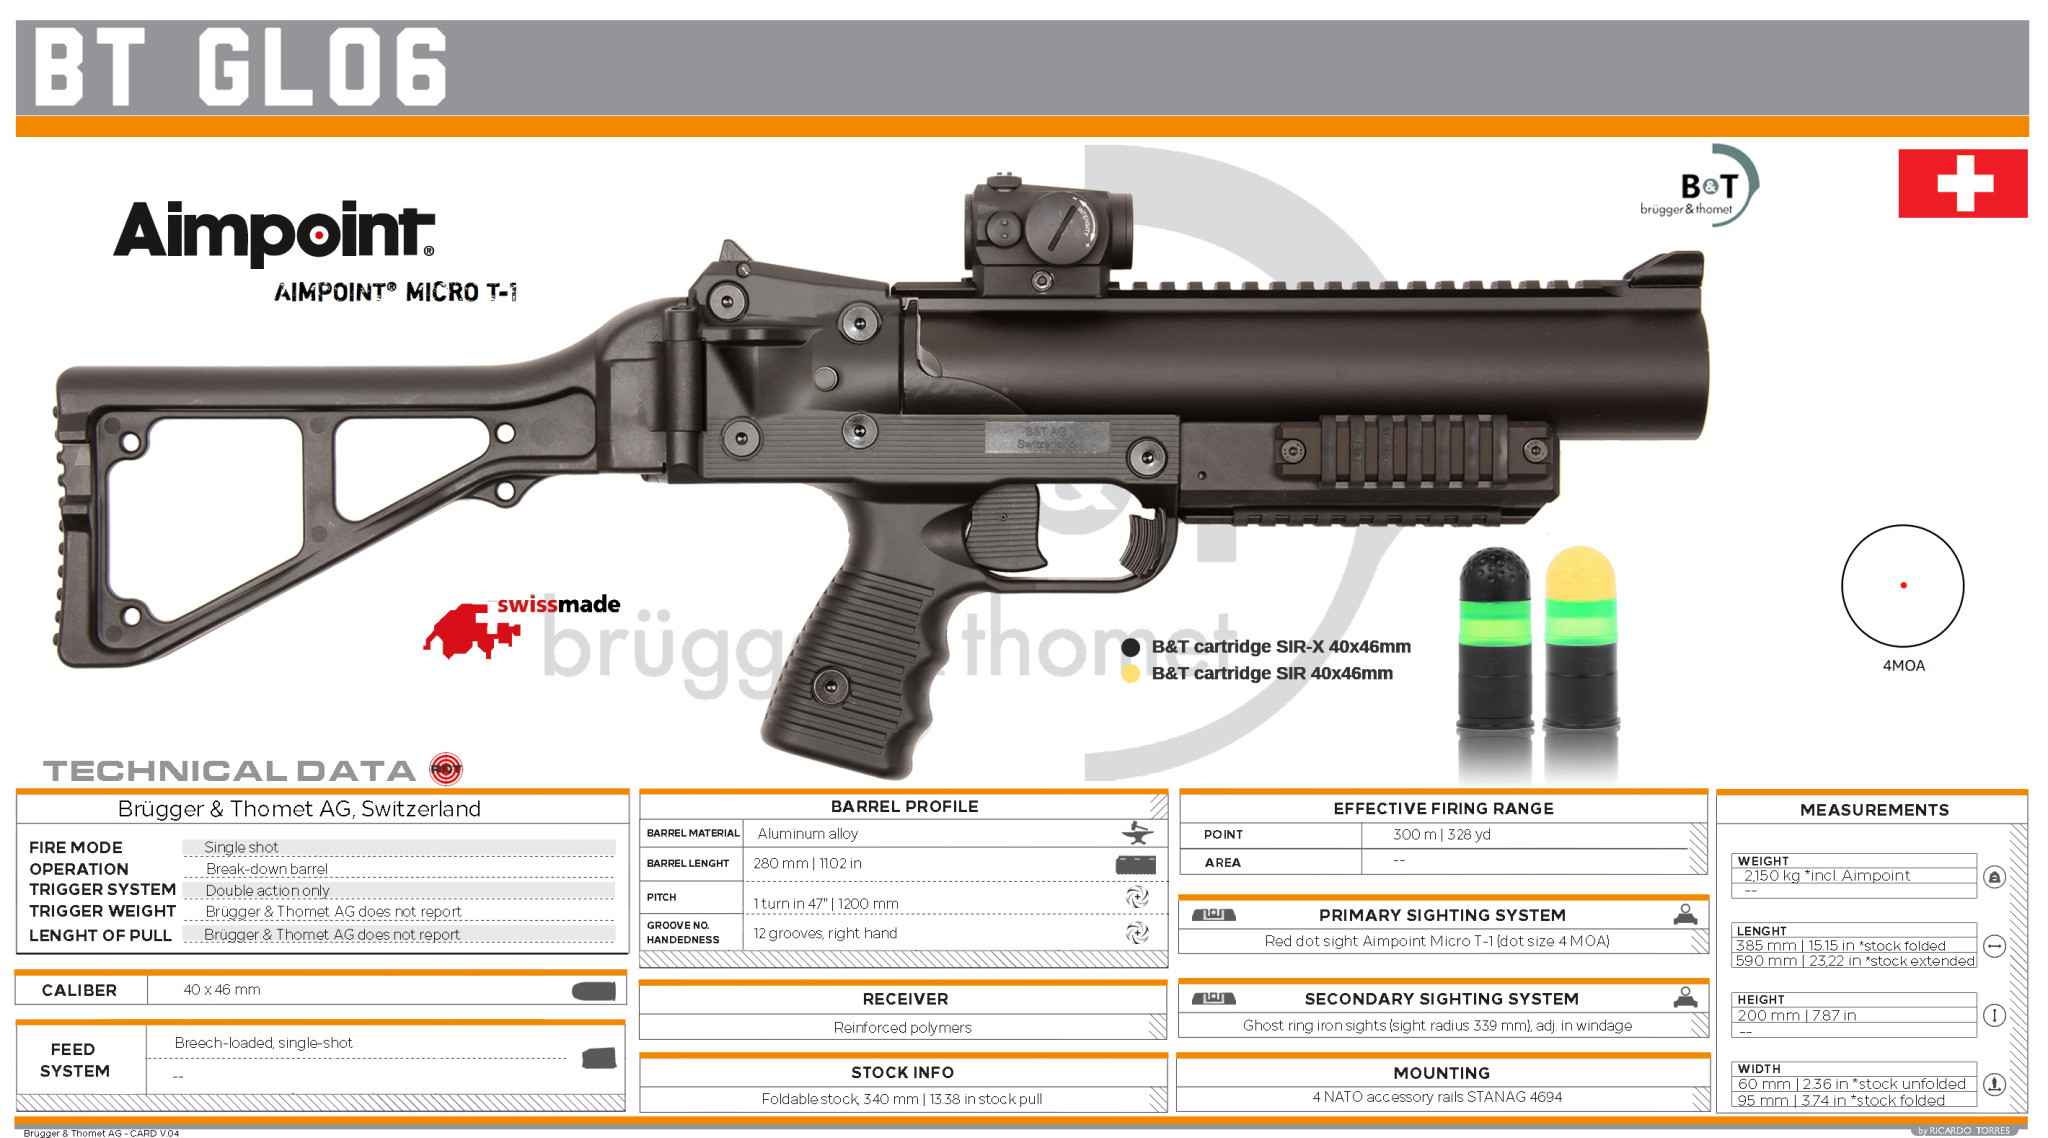 BT GL06
B&T
brügger & thomet
Aimpoint®
AIMPOINT® MICRO T-1
INTENSITY
B&T AG
Switzerland
swissmade
brügger & thomet
B&T cartridge SIR-X 40x46mm
B&T cartridge SIR 40x46mm
4MOA
TECHNICAL DATA
Brügger & Thomet AG, Switzerland
FIRE MODE Single shot
OPERATION Break-down barrel
TRIGGER SYSTEM Double action only
TRIGGER WEIGHT Brügger & Thomet AG does not report
LENGHT OF PULL Brügger & Thomet AG does not report
CALIBER 40 x 46 mm
FEED SYSTEM
Breech-loaded, single-shot
--
BARREL PROFILE
BARREL MATERIAL Aluminum alloy
BARREL LENGHT 280 mm | 11.02 in
PITCH 1 turn in 47" | 1200 mm
GROOVE NO. HANDEDNESS 12 grooves, right hand
RECEIVER
Reinforced polymers
STOCK INFO
Foldable stock, 340 mm | 13.38 in stock pull
EFFECTIVE FIRING RANGE
POINT 300 m | 328 yd
AREA --
PRIMARY SIGHTING SYSTEM
Red dot sight Aimpoint Micro T-1 (dot size 4 MOA)
SECONDARY SIGHTING SYSTEM
Ghost ring iron sights (sight radius 339 mm), adj. in windage
MOUNTING
4 NATO accessory rails STANAG 4694
MEASUREMENTS
WEIGHT
2,150 kg *incl. Aimpoint
--
LENGHT
385 mm | 15.15 in *stock folded
590 mm | 23,22 in *stock extended
HEIGHT
200 mm | 7.87 in
--
WIDTH
60 mm | 2.36 in *stock unfolded
95 mm | 3.74 in *stock folded
Brugger & Thomet AG - CARD V.04
by RICARDO TORRES